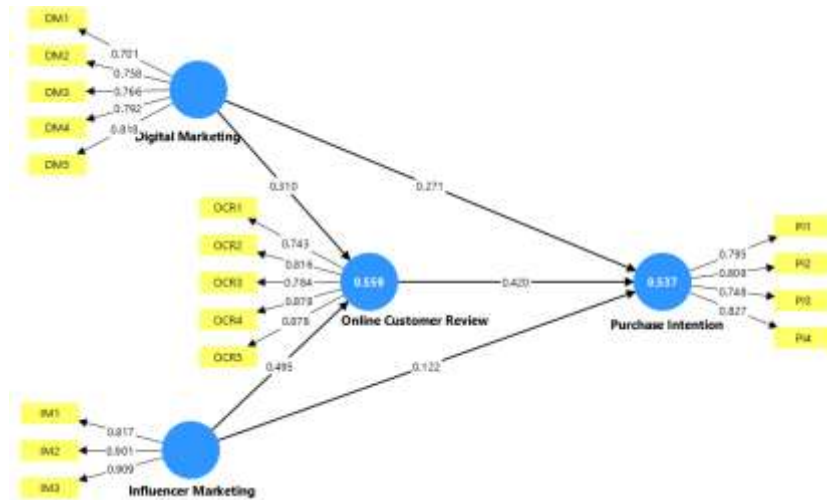 DM1
DM2
DM3
DM4
DM5
0.701
0.758
0.766
0.792
0.818
Digital Marketing
0.310
0.271
OCR1
OCR2
OCR3
OCR4
OCR5
0.743
0.816
0.784
0.878
0.559
Online Customer Review
0.420
PI1
PI2
PI3
PI4
0.795
0.808
0.748
0.827
0.537
Purchase Intention
0.495
0.122
IM1
IM2
IM3
0.817
0.901
0.909
Influencer Marketing